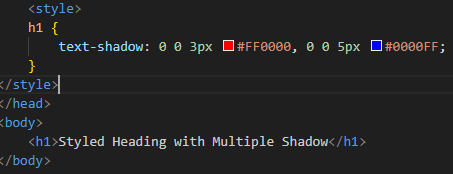 <style>
h1 {
text-shadow: 0 0 3px #FF0000, 0 0 5px #0000FF;
}
</style>
</head>
<body>
<h1>Styled Heading with Multiple Shadow</h1>
</body>